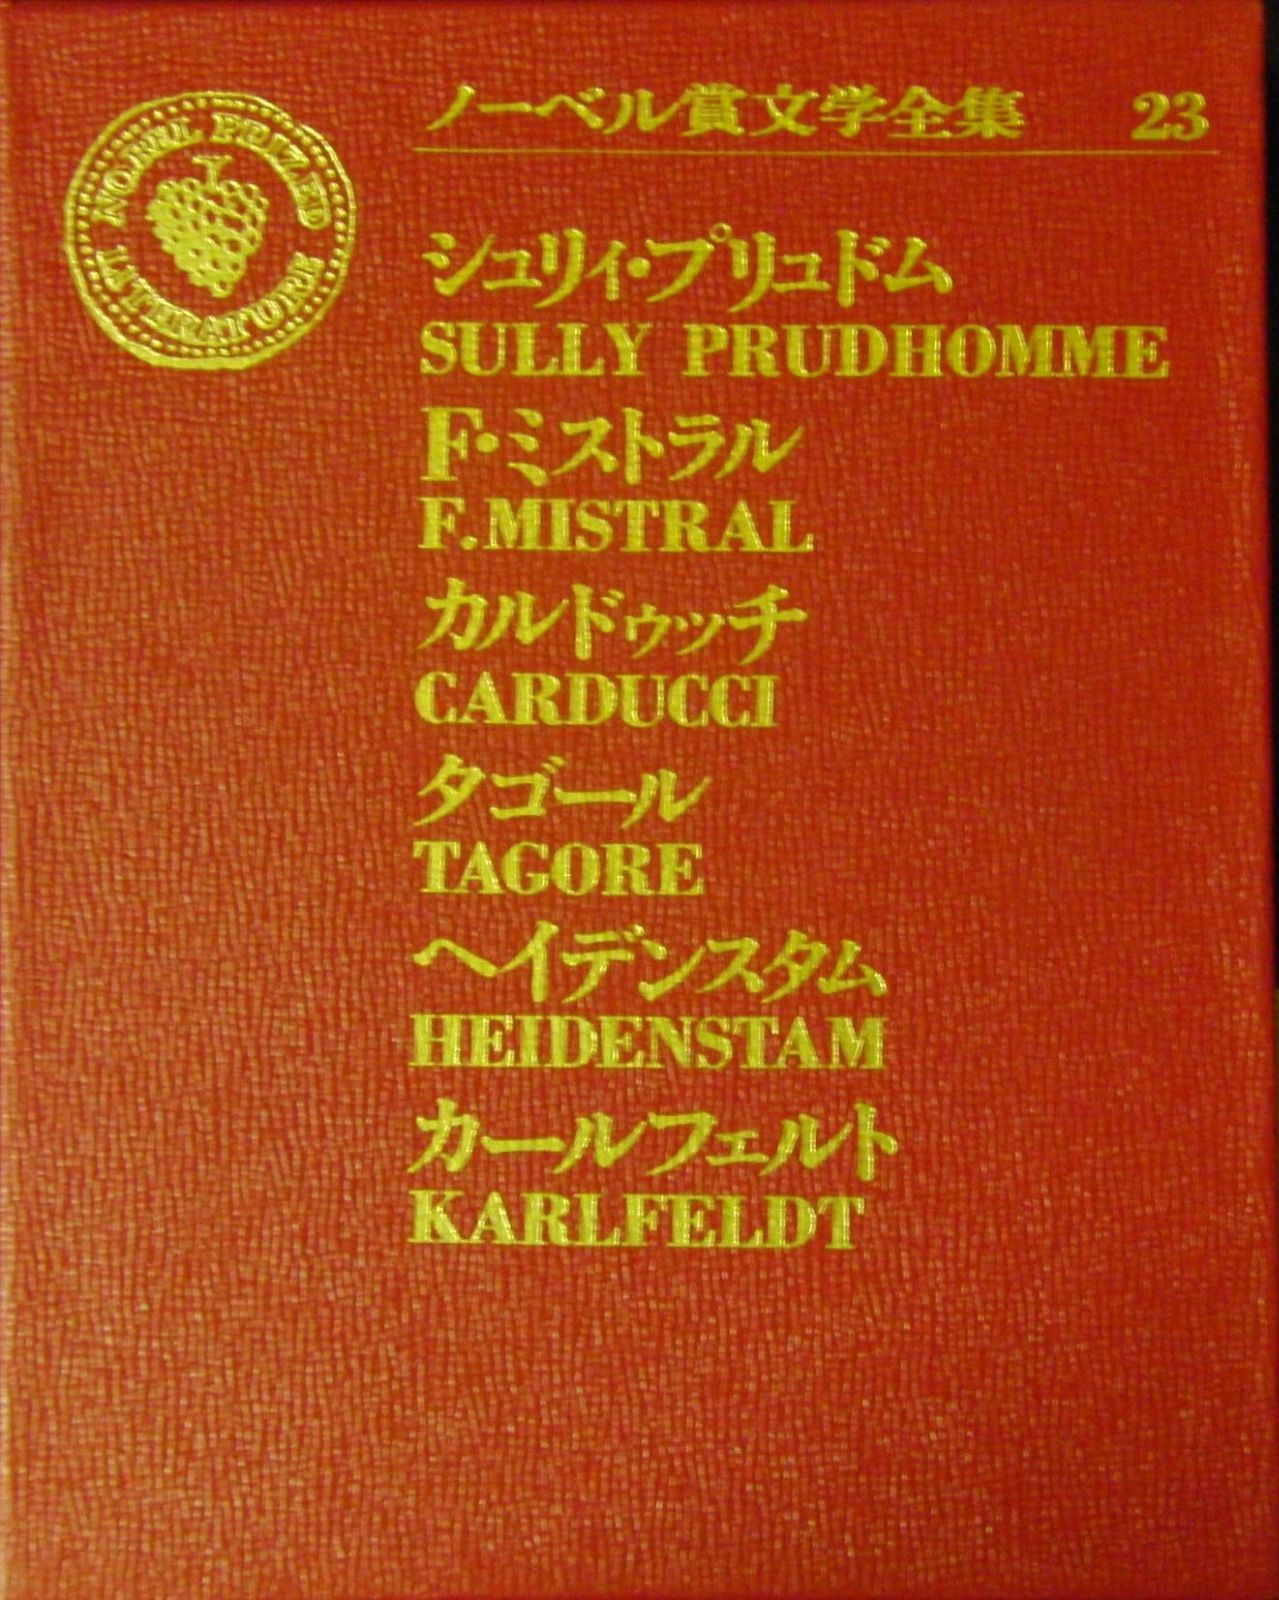 NOBEL PRIZED
LITERATURE
ノーベル賞文学全集 23
シュリィ・プリュドム
SULLY PRUDHOMME
F・ミストラル
F.MISTRAL
カルドゥッチ
CARDUCCI
タゴール
TAGORE
ヘイデンスタム
HEIDENSTAM
カールフェルト
KARLFELDT